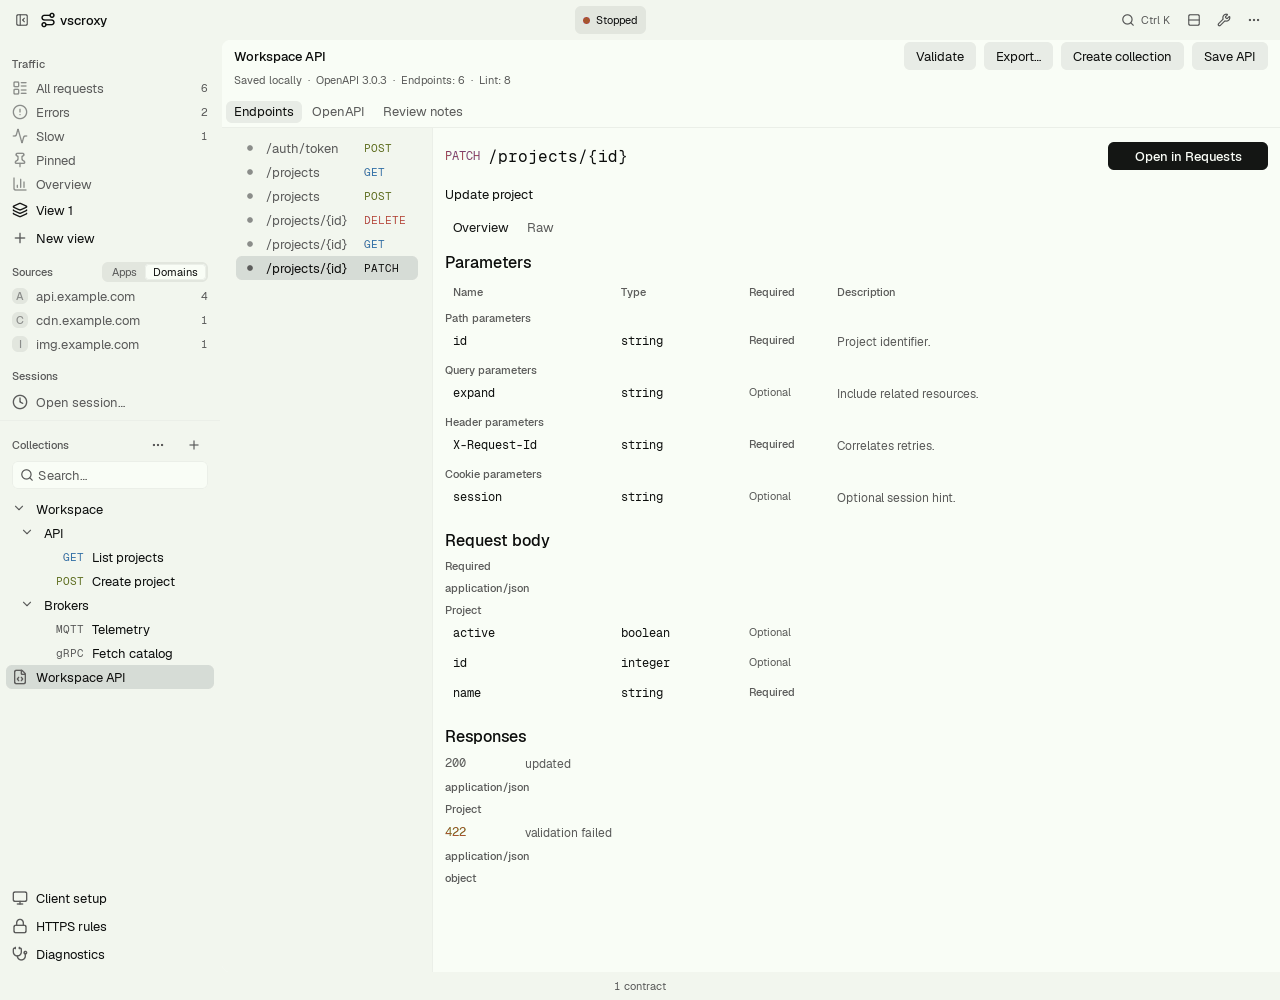 vscroxy
Stopped
Ctrl K
Traffic
All requests 6
Errors 2
Slow 1
Pinned
Overview
View 1
New view
Sources Apps Domains
A api.example.com 4
C cdn.example.com 1
I img.example.com 1
Sessions
Open session…
Collections
Search…
Workspace
API
GET List projects
POST Create project
Brokers
MQTT Telemetry
gRPC Fetch catalog
Workspace API
Client setup
HTTPS rules
Diagnostics
Workspace API
Validate Export… Create collection Save API
Saved locally · OpenAPI 3.0.3 · Endpoints: 6 · Lint: 8
Endpoints OpenAPI Review notes
/auth/token POST
/projects GET
/projects POST
/projects/{id} DELETE
/projects/{id} GET
/projects/{id} PATCH
PATCH /projects/{id}
Open in Requests
Update project
Overview Raw
Parameters
Name Type Required Description
Path parameters
id string Required Project identifier.
Query parameters
expand string Optional Include related resources.
Header parameters
X-Request-Id string Required Correlates retries.
Cookie parameters
session string Optional Optional session hint.
Request body
Required
application/json
Project
active boolean Optional
id integer Optional
name string Required
Responses
200 updated
application/json
Project
422 validation failed
application/json
object
1 contract